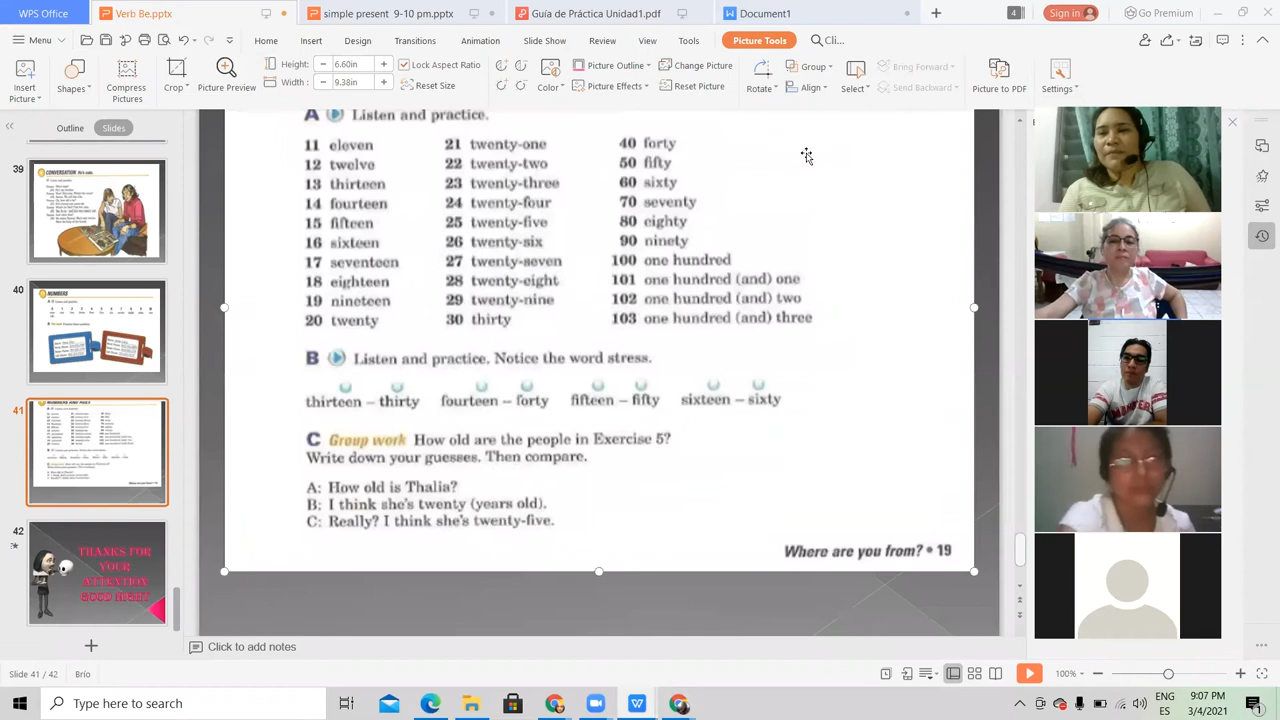 Verb Be.pptx
simple pres 9-10 pm.pptx
Guía de Práctica Unidad1.pdf
Document1
4
Sign in
Go Premium
Menu
Home
Insert
Design
Transitions
Animation
Slide Show
Review
View
Tools
Picture Tools
Cli...
Insert Picture
Shapes
Compress Pictures
Crop
Picture Preview
Height: 6.60in
Width : 9.38in
Lock Aspect Ratio
Reset Size
Color
Picture Outline
Picture Effects
Change Picture
Reset Picture
Rotate
Group
Align
Select
Bring Forward
Send Backward
Picture to PDF
Settings
Outline
Slides
39
CONVERSATION
40
NUMBERS
41
42
THANKS FOR
YOUR
ATTENTION
GOOD NIGHT
A Listen and practice.
11 eleven 21 twenty-one 40 forty
12 twelve 22 twenty-two 50 fifty
13 thirteen 23 twenty-three 60 sixty
14 fourteen 24 twenty-four 70 seventy
15 fifteen 25 twenty-five 80 eighty
16 sixteen 26 twenty-six 90 ninety
17 seventeen 27 twenty-seven 100 one hundred
18 eighteen 28 twenty-eight 101 one hundred (and) one
19 nineteen 29 twenty-nine 102 one hundred (and) two
20 twenty 30 thirty 103 one hundred (and) three
B Listen and practice. Notice the word stress.
thirteen – thirty fourteen – forty fifteen – fifty sixteen – sixty
C Group work How old are the people in Exercise 5?
Write down your guesses. Then compare.
A: How old is Thalia?
B: I think she's twenty (years old).
C: Really? I think she's twenty-five.
Where are you from? • 19
Click to add notes
Slide 41 / 42
Brío
100%
Type here to search
ENG
ES
9:07 PM
3/4/2021